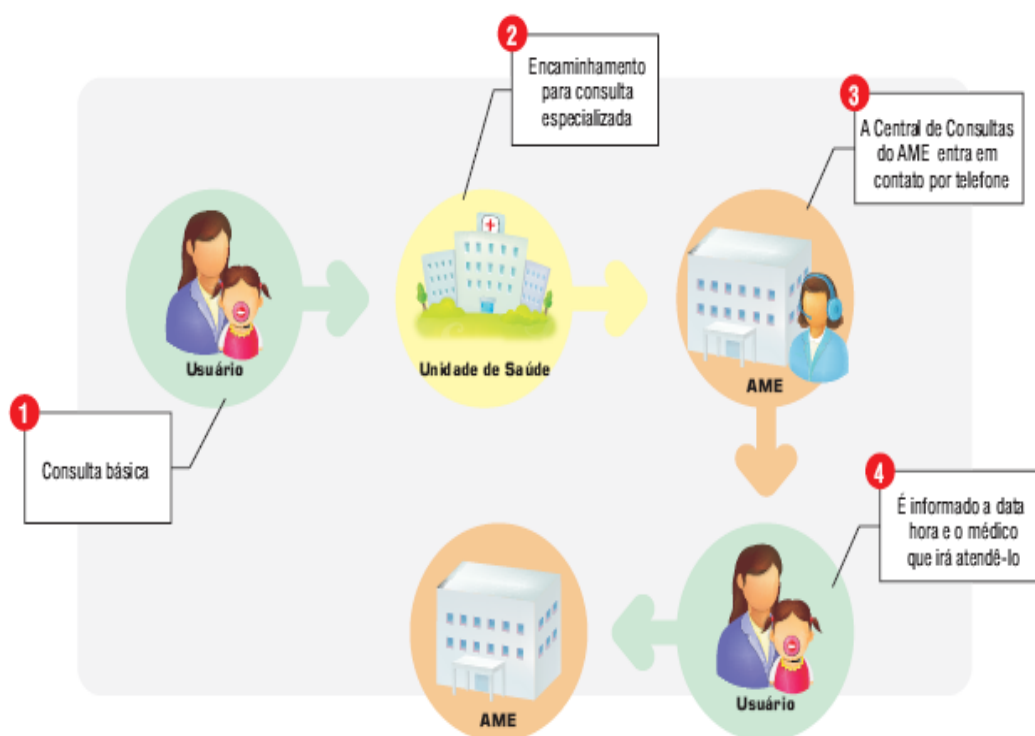 1
Consulta básica
Usuário
2
Encaminhamento
para consulta
especializada
Unidade de Saúde
3
A Central de Consultas
do AME entra em
contato por telefone
AME
4
É informado a data
hora e o médico
que irá atendê-lo
Usuário
AME